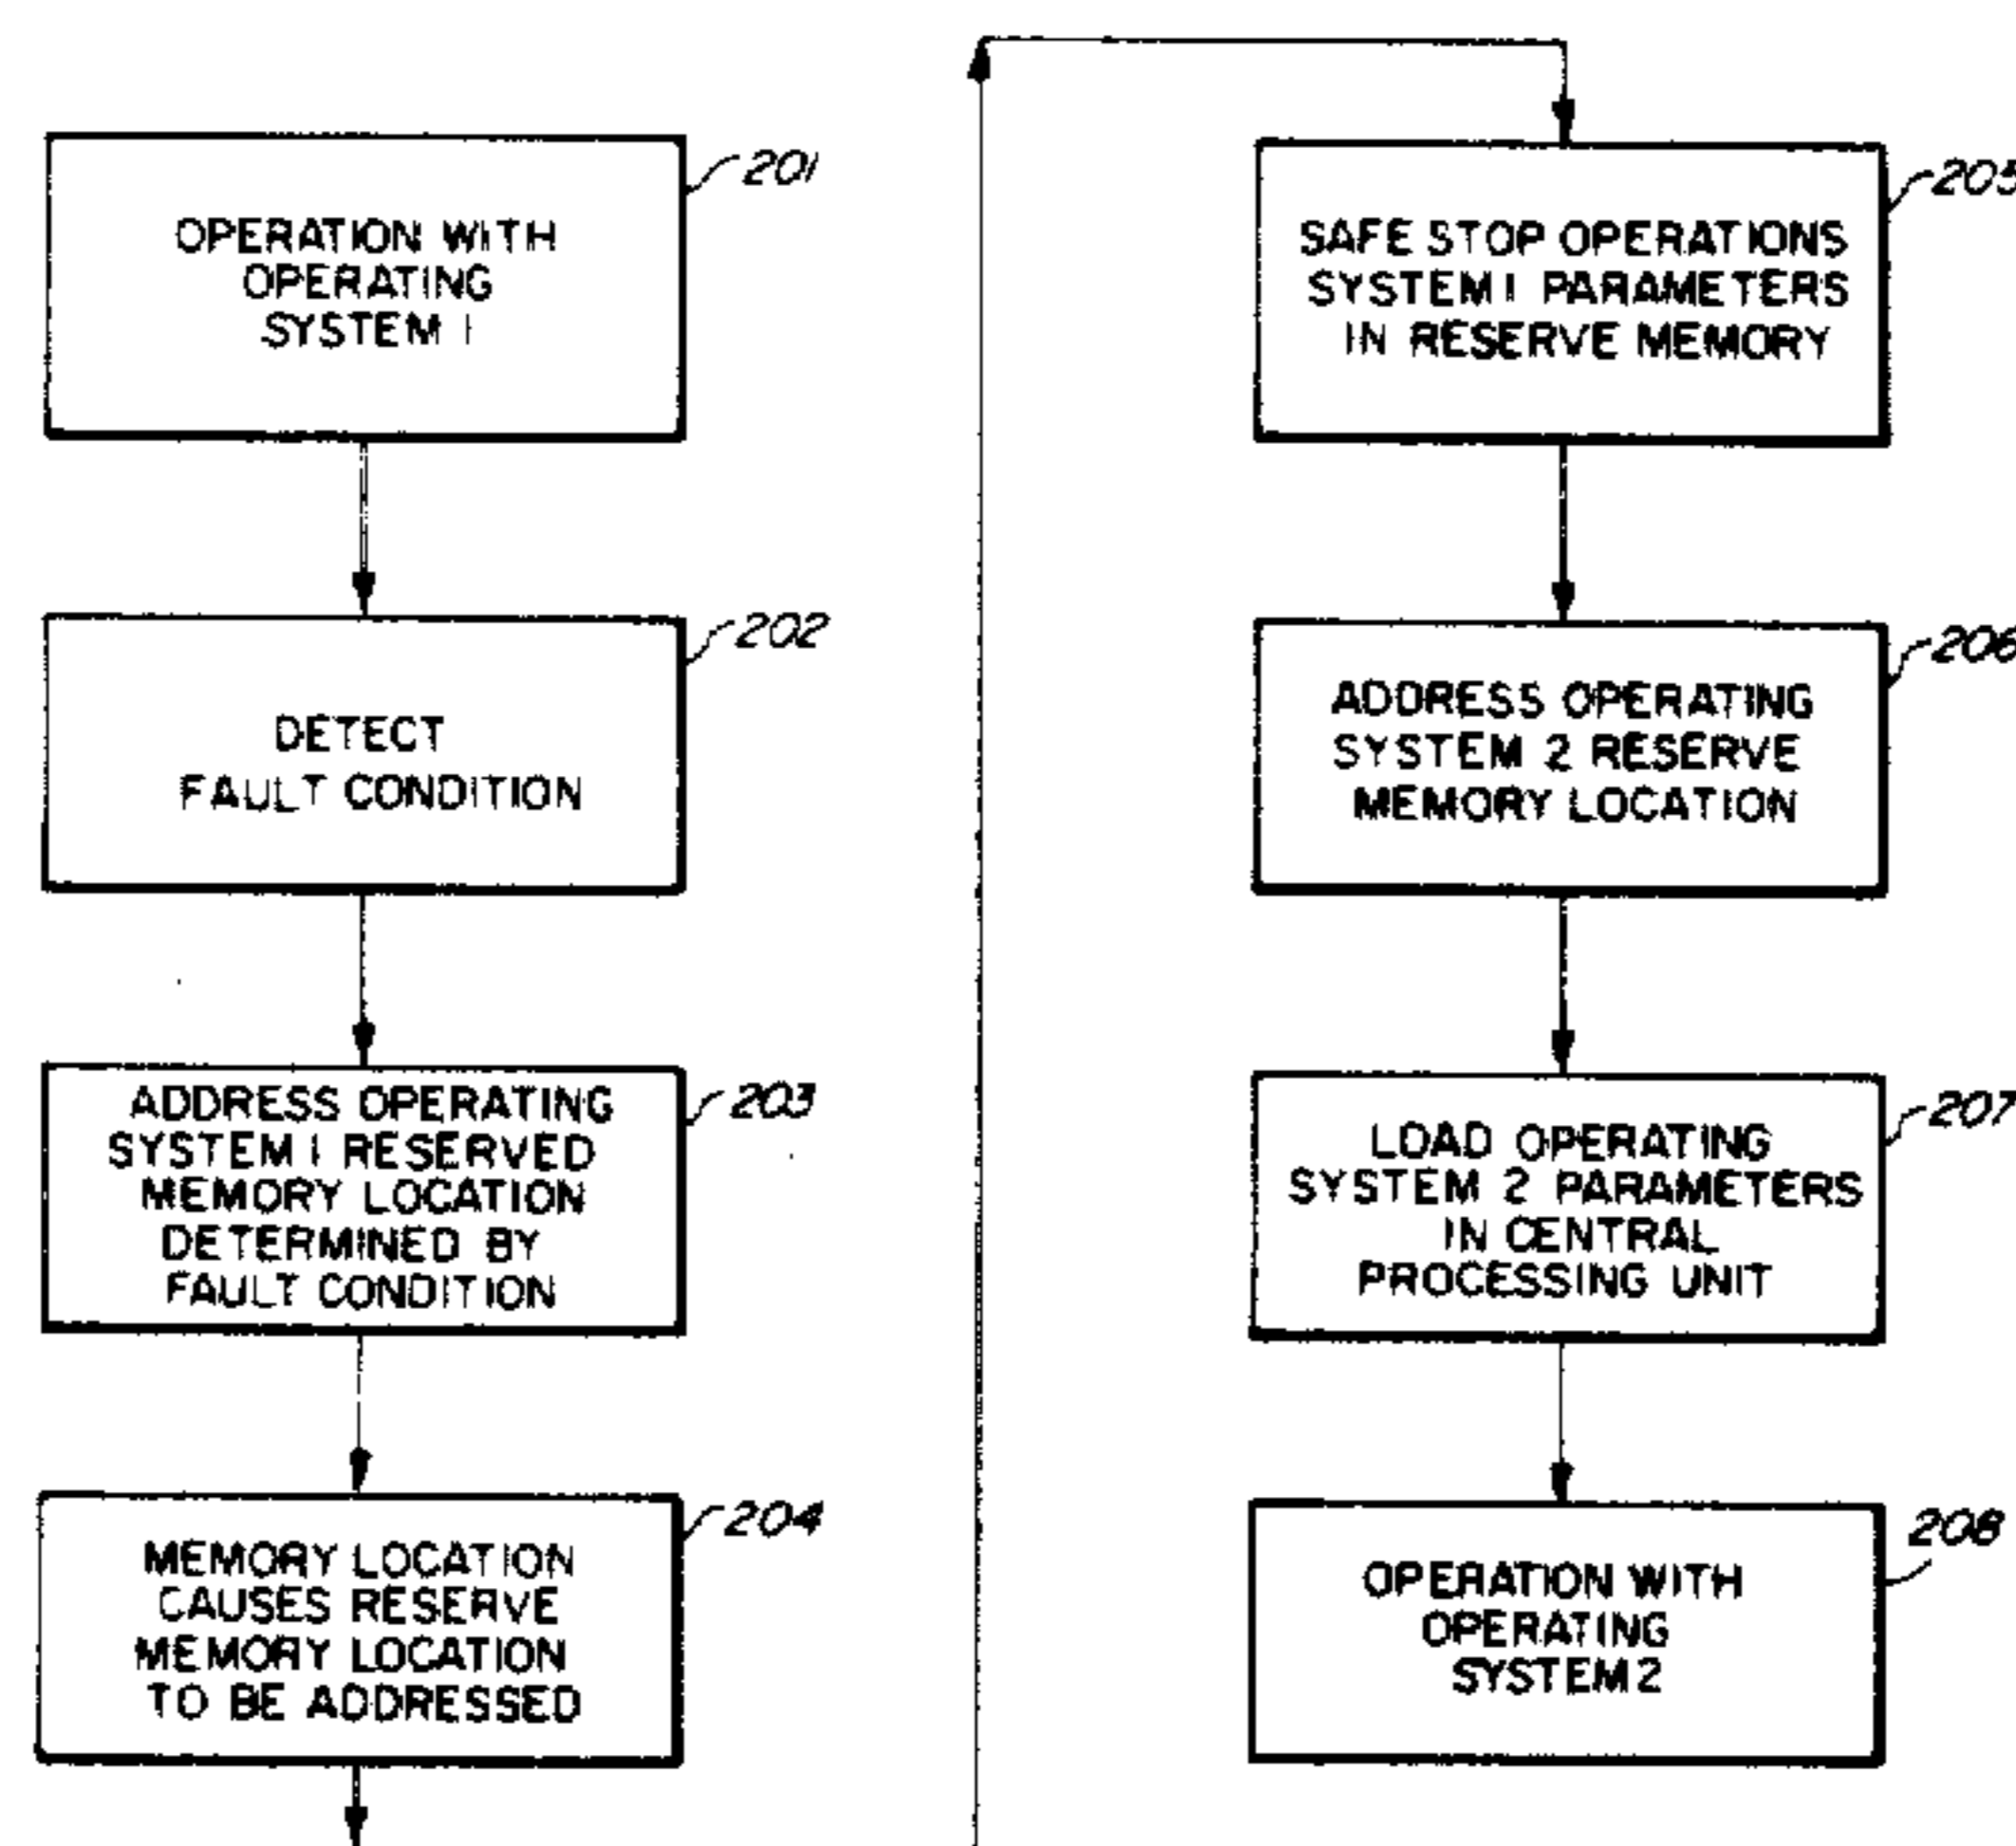 201
OPERATION WITH
OPERATING
SYSTEM 1
202
DETECT
FAULT CONDITION
203
ADDRESS OPERATING
SYSTEM 1 RESERVED
MEMORY LOCATION
DETERMINED BY
FAULT CONDITION
204
MEMORY LOCATION
CAUSES RESERVE
MEMORY LOCATION
TO BE ADDRESSED
205
SAFE STOP OPERATIONS
SYSTEM 1 PARAMETERS
IN RESERVE MEMORY
206
ADDRESS OPERATING
SYSTEM 2 RESERVE
MEMORY LOCATION
207
LOAD OPERATING
SYSTEM 2 PARAMETERS
IN CENTRAL
PROCESSING UNIT
208
OPERATION WITH
OPERATING
SYSTEM 2